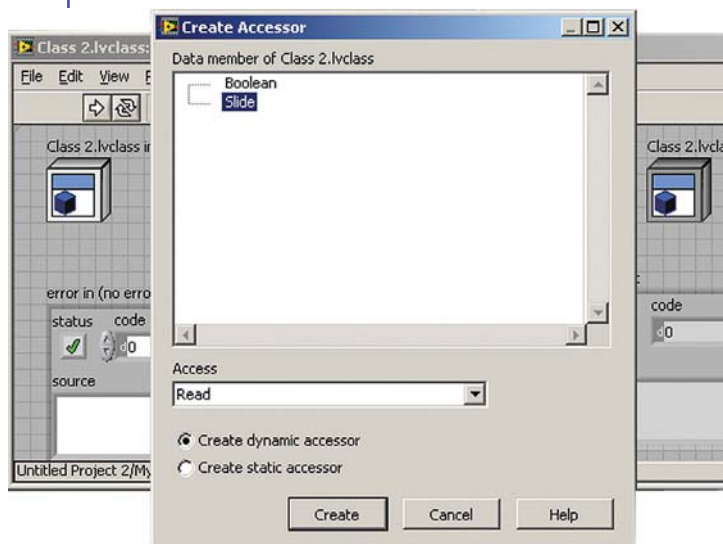 Create Accessor
Class 2.lvclass:
Data member of Class 2.lvclass
File Edit View
Boolean
Slide
Class 2.lvclass in
Class 2.lvcla
error in (no erro
status code
0
source
code
0
Access
Read
Create dynamic accessor
Create static accessor
Untitled Project 2/My
Create Cancel Help